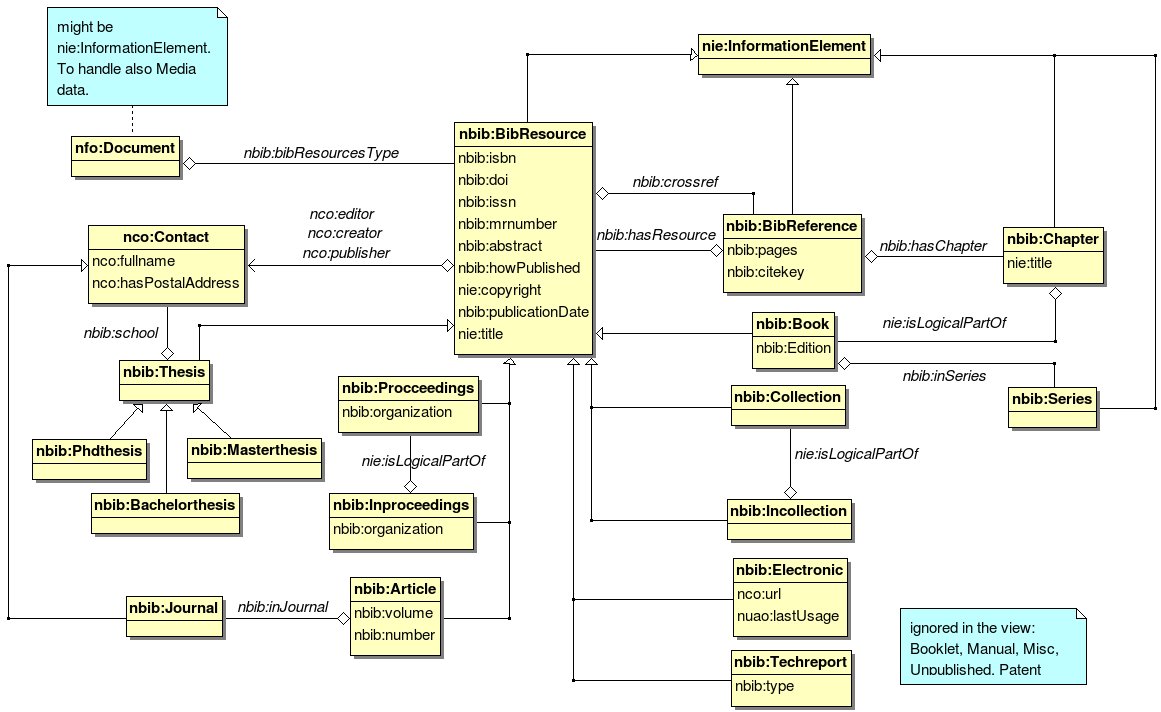 might be
nie:InformationElement.
To handle also Media
data.
nie:InformationElement
nfo:Document
nbib:bibResourcesType
nbib:BibResource
nbib:isbn
nbib:doi
nbib:issn
nbib:mrnumber
nbib:abstract
nbib:howPublished
nie:copyright
nbib:publicationDate
nie:title
nbib:crossref
nbib:hasResource
nbib:BibReference
nbib:pages
nbib:citekey
nbib:hasChapter
nbib:Chapter
nie:title
nco:editor
nco:creator
nco:publisher
nco:Contact
nco:fullname
nco:hasPostalAddress
nbib:school
nbib:Thesis
nbib:Phdthesis
nbib:Masterthesis
nbib:Bachelorthesis
nbib:Book
nbib:Edition
nie:isLogicalPartOf
nbib:inSeries
nbib:Series
nbib:Procceedings
nbib:organization
nie:isLogicalPartOf
nbib:Inproceedings
nbib:organization
nbib:Collection
nie:isLogicalPartOf
nbib:Incollection
nbib:Journal
nbib:inJournal
nbib:Article
nbib:volume
nbib:number
nbib:Electronic
nco:url
nuao:lastUsage
nbib:Techreport
nbib:type
ignored in the view:
Booklet, Manual, Misc,
Unpublished. Patent